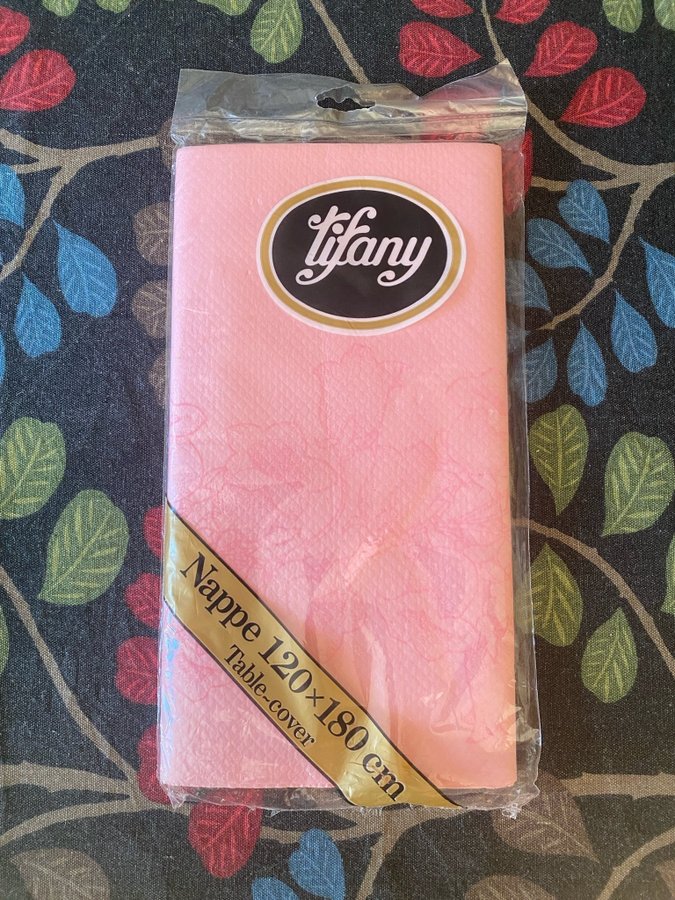 tifany
Nappe 120×180 cm
Table-cover